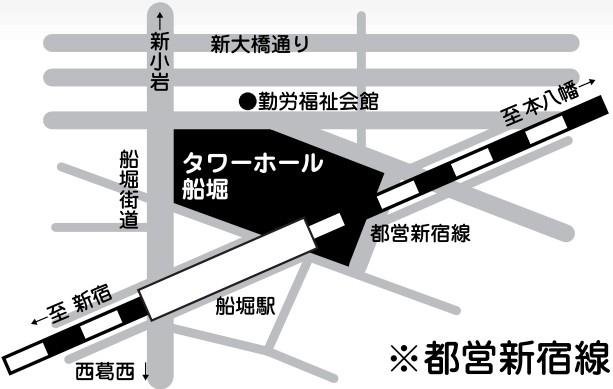 ←新小岩
新大橋通り
●勤労福祉会館
至 本八幡→
船堀街道
タワーホール
船堀
都営新宿線
←至 新宿
船堀駅
西葛西↓
※都営新宿線